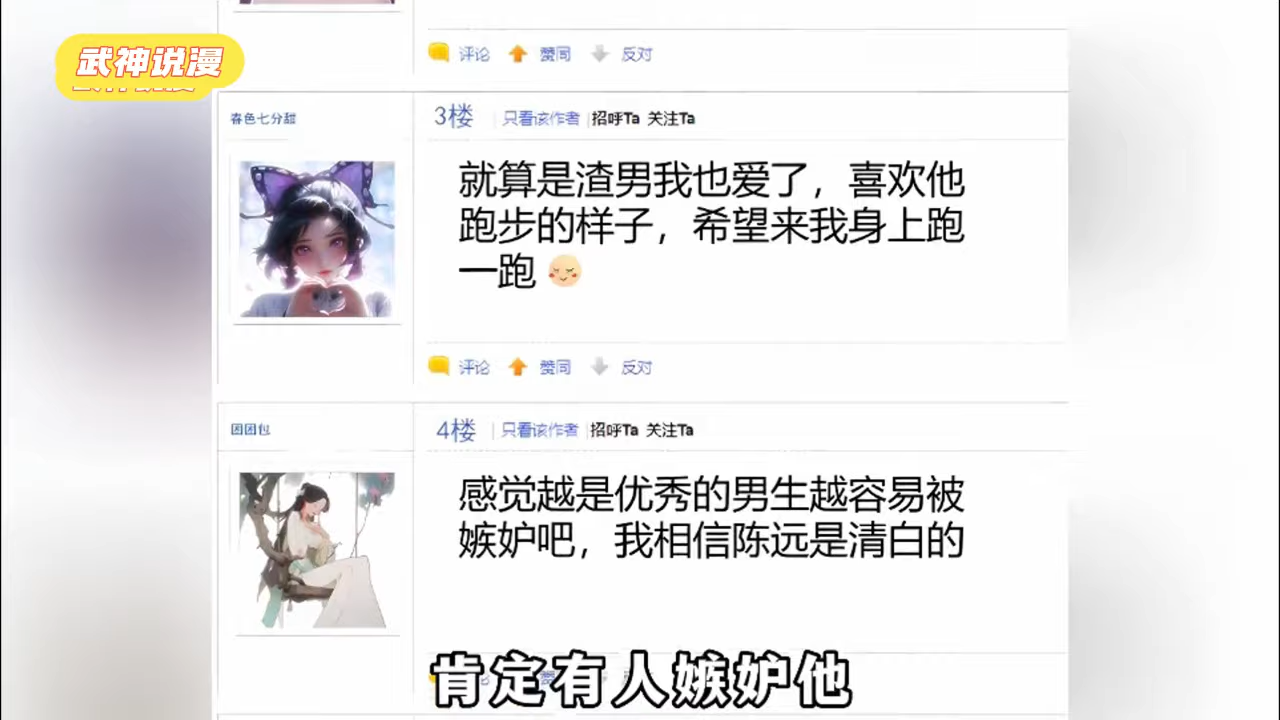 武神说漫
评论 赞同 反对
春色七分甜
3楼 只看该作者 招呼Ta 关注Ta
就算是渣男我也爱了，喜欢他
跑步的样子，希望来我身上跑
一跑
评论 赞同 反对
团团包
4楼 只看该作者 招呼Ta 关注Ta
感觉越是优秀的男生越容易被
嫉妒吧，我相信陈远是清白的
肯定有人嫉妒他